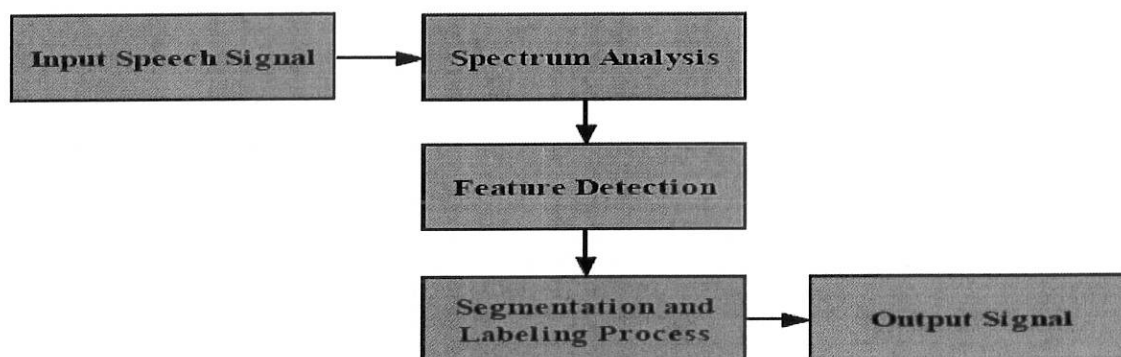 Input Speech Signal
Spectrum Analysis
Feature Detection
Segmentation and
Labeling Process
Output Signal